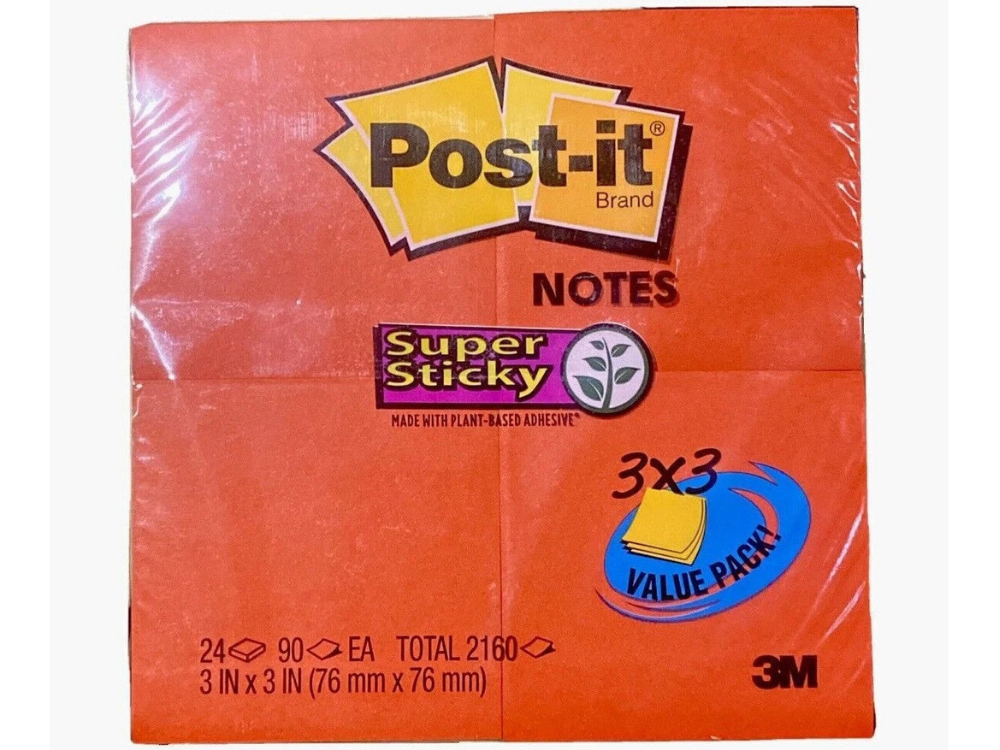 Post-it®
Brand
NOTES
Super
Sticky
MADE WITH PLANT-BASED ADHESIVE*
3x3
VALUE PACK!
24 90 EA TOTAL 2160
3 IN x 3 IN (76 mm x 76 mm)
3M